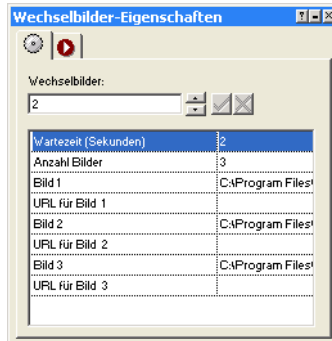 Wechselbilder-Eigenschaften
Wechselbilder:
2
Wartezeit (Sekunden) 2
Anzahl Bilder 3
Bild 1 C:\Program Files\
URL für Bild 1
Bild 2 C:\Program Files\
URL für Bild 2
Bild 3 C:\Program Files\
URL für Bild 3